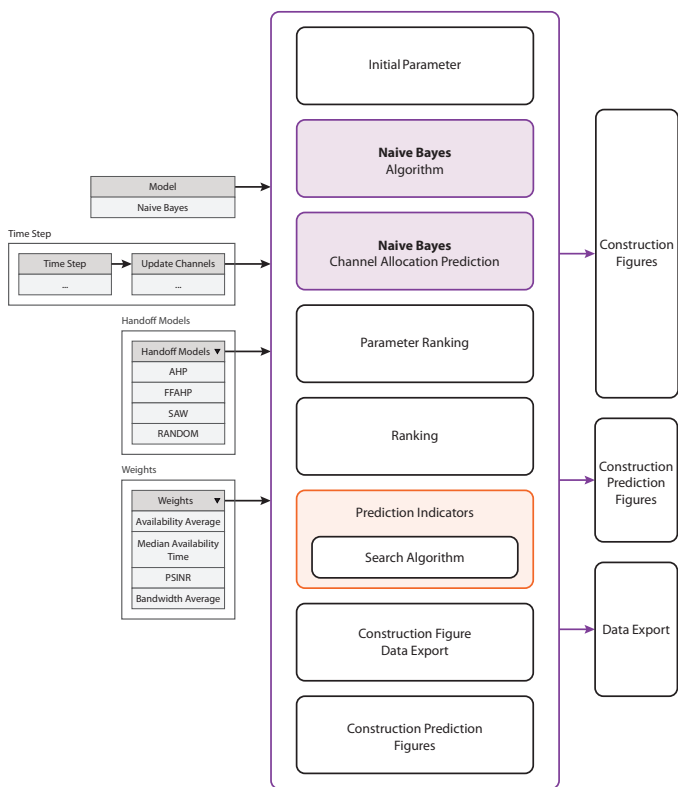 Model
Naive Bayes
Time Step
Time Step
Update Channels
...
...
Handoff Models
Handoff Models
AHP
FFAHP
SAW
RANDOM
Weights
Weights
Availability Average
Median Availability
Time
PSINR
Bandwidth Average
Initial Parameter
Naive Bayes
Algorithm
Naive Bayes
Channel Allocation Prediction
Parameter Ranking
Ranking
Prediction Indicators
Search Algorithm
Construction Figure
Data Export
Construction Prediction
Figures
Construction
Figures
Construction
Prediction
Figures
Data Export